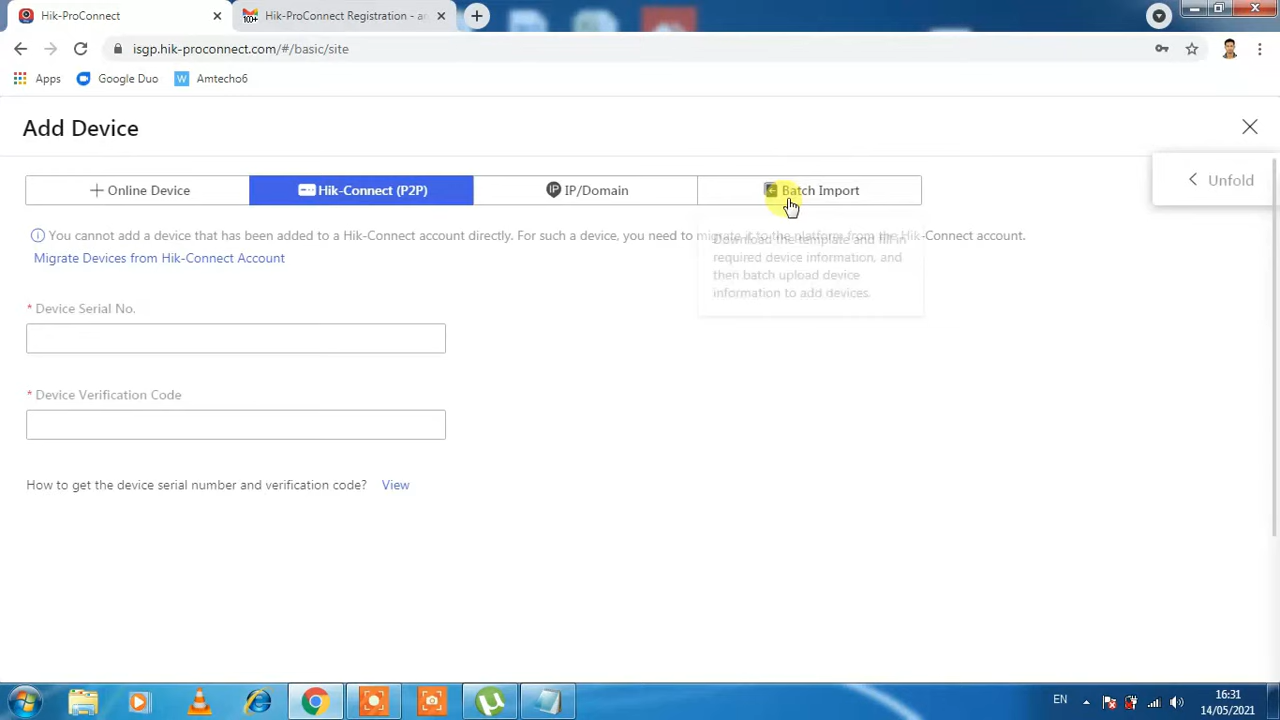 Hik-ProConnect
10+
Hik-ProConnect Registration - a
isgp.hik-proconnect.com/#/basic/site
Apps
Google Duo
W
Amtecho6
Add Device
Unfold
Online Device
Hik-Connect (P2P)
IP IP/Domain
Batch Import
You cannot add a device that has been added to a Hik-Connect account directly. For such a device, you need to migrate it to the platform from the Hik-Connect account.
Migrate Devices from Hik-Connect Account
Download the template and fill in
required device information, and
then batch upload device
information to add devices.
* Device Serial No.
* Device Verification Code
How to get the device serial number and verification code? View
EN
16:31
14/05/2021